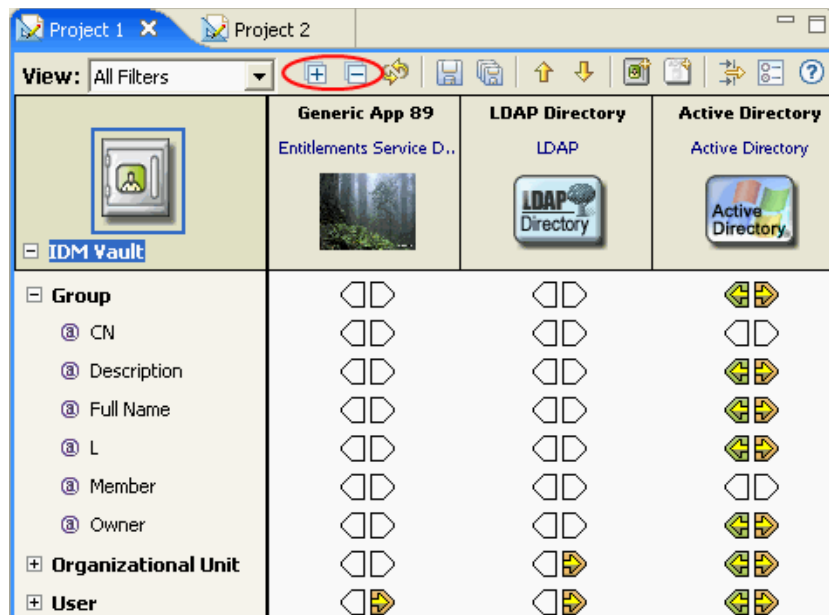 Project 1
Project 2
View: All Filters
Generic App 89
LDAP Directory
Active Directory
Entitlements Service D..
LDAP
Active Directory
LDAP
Directory
Active
Directory
IDM Vault
Group
CN
Description
Full Name
L
Member
Owner
Organizational Unit
User